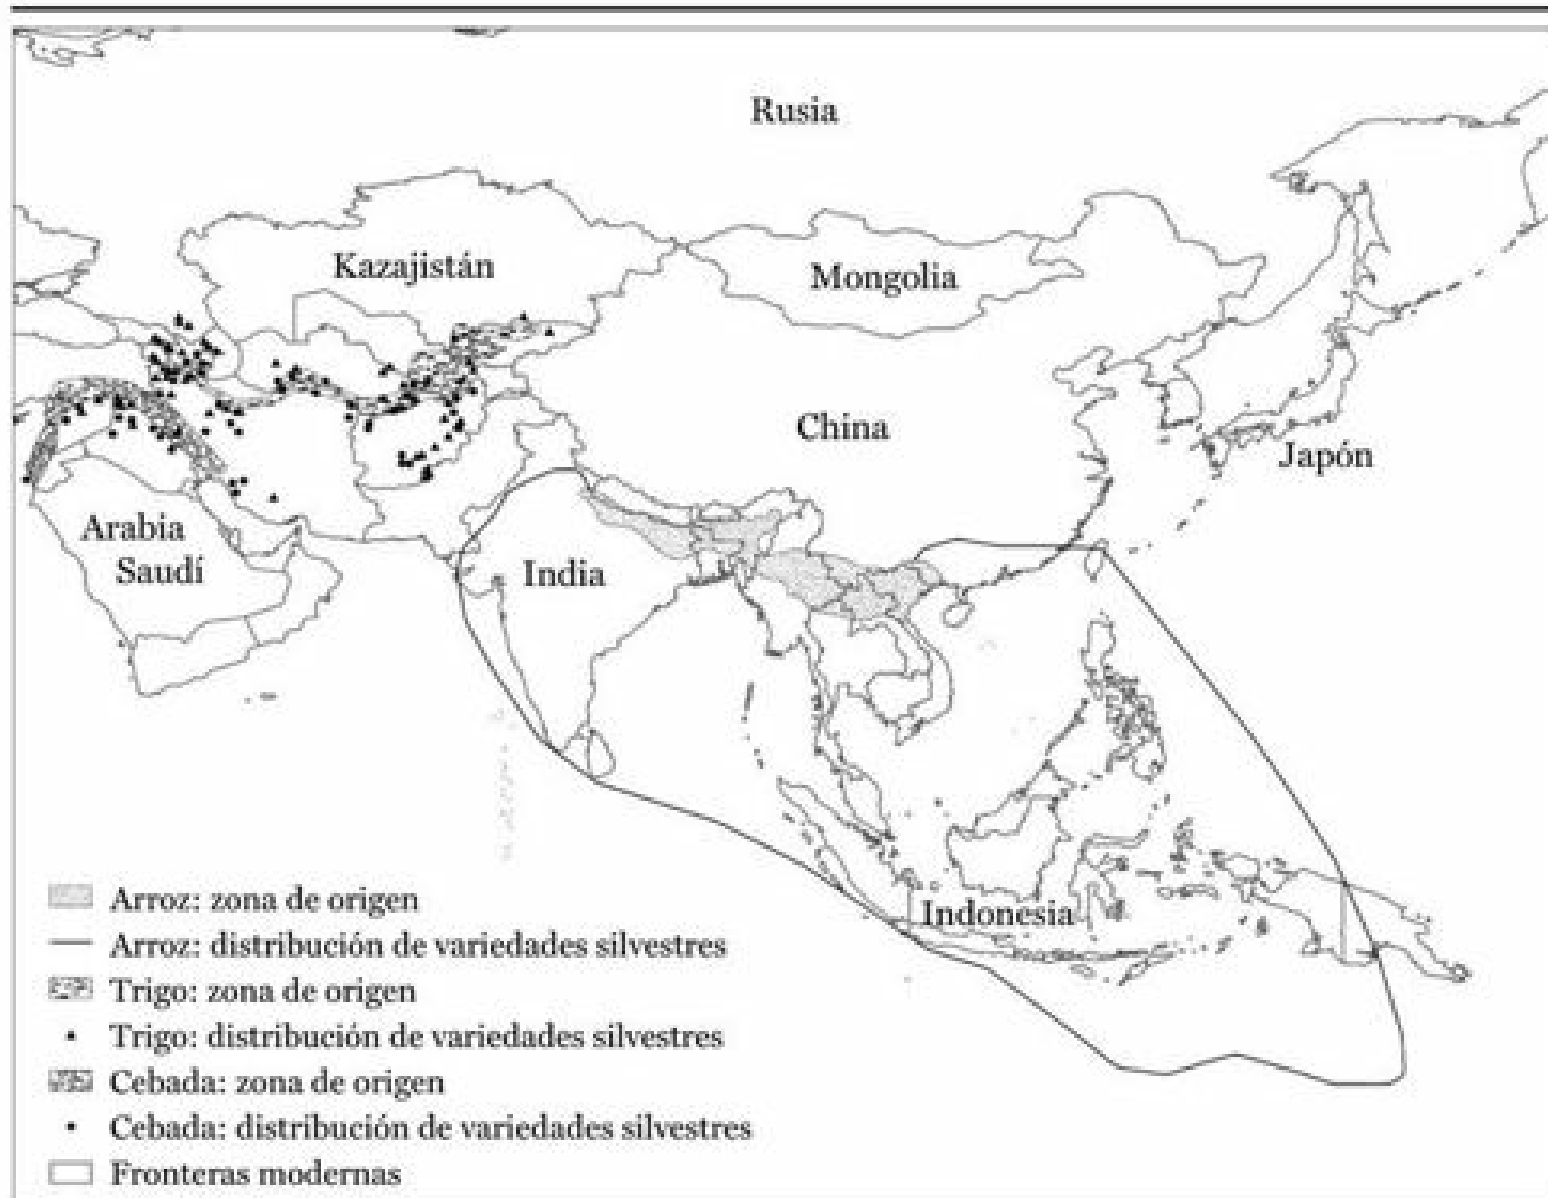 Rusia
Kazajistán
Mongolia
China
Japón
Arabia
Saudí
India
Indonesia
Arroz: zona de origen
Arroz: distribución de variedades silvestres
Trigo: zona de origen
Trigo: distribución de variedades silvestres
Cebada: zona de origen
Cebada: distribución de variedades silvestres
Fronteras modernas